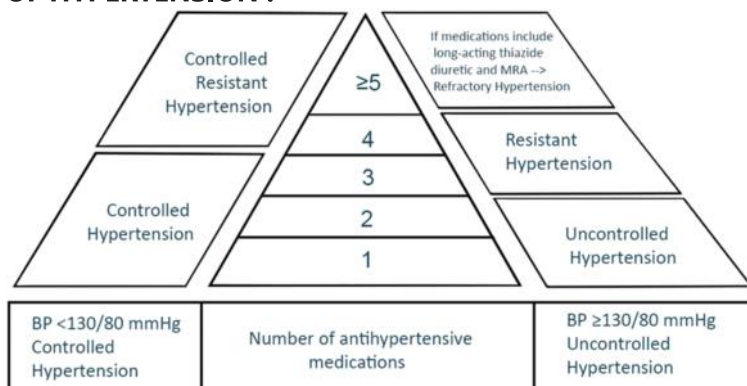 OF HYPERTENSION :
Controlled
Resistant
Hypertension
Controlled
Hypertension
≥5
4
3
2
1
If medications include
long-acting thiazide
diuretic and MRA -->
Refractory Hypertension
Resistant
Hypertension
Uncontrolled
Hypertension
BP <130/80 mmHg
Controlled
Hypertension
Number of antihypertensive
medications
BP ≥130/80 mmHg
Uncontrolled
Hypertension